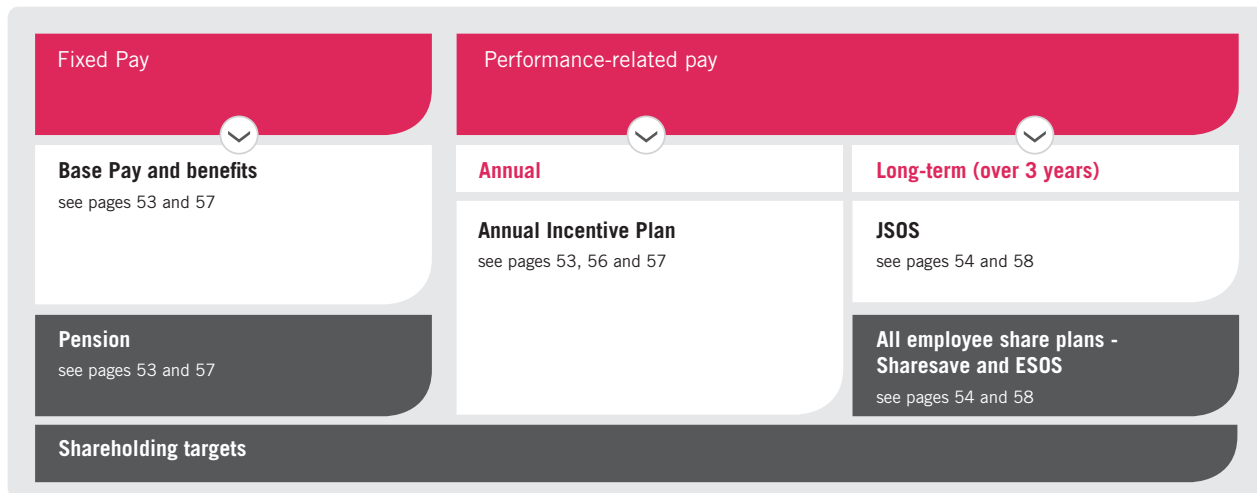 Fixed Pay
Base Pay and benefits
see pages 53 and 57
Pension
see pages 53 and 57
Performance-related pay
Annual
Annual Incentive Plan
see pages 53, 56 and 57
Long-term (over 3 years)
JSOS
see pages 54 and 58
All employee share plans -
Sharesave and ESOS
see pages 54 and 58
Shareholding targets